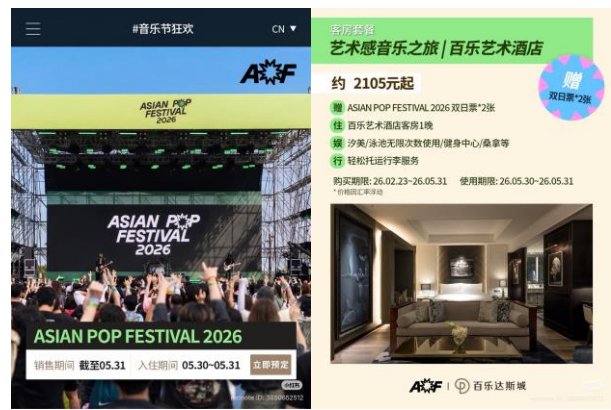 #音乐节狂欢
CN ▼
APF
ASIAN POP
FESTIVAL
2026
ASIAN POP
FESTIVAL
2026
ASIAN POP FESTIVAL 2026
销售期间 截至05.31 入住期间 05.30~05.31 立即预定
小红书
客房套餐
艺术感音乐之旅 | 百乐艺术酒店
约 2105元起
赠
双日票*2张
赠 ASIAN POP FESTIVAL 2026 双日票*2张
住 百乐艺术酒店客房1晚
娱 汐美/泳池无限次数使用/健身中心/桑拿等
行 轻松托运行李服务
购买期限: 26.02.23~26.05.31 使用期限: 26.05.30~26.05.31
* 价格因汇率浮动
APF | 百乐达斯城